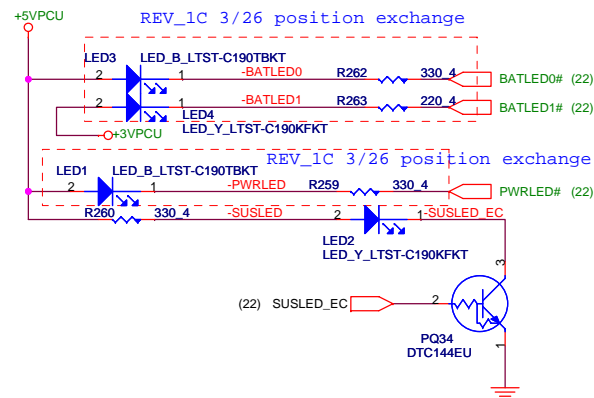 +5VPCU
REV_1C 3/26 position exchange
LED3 LED_B_LTST-C190TBKT
2 1 -BATLED0 R262 330_4 BATLED0# (22)
2 1 -BATLED1 R263 220_4 BATLED1# (22)
LED4
LED_Y_LTST-C190KFKT
+3VPCU
REV_1C 3/26 position exchange
LED1 LED_B_LTST-C190TBKT
2 1 -PWRLED R259 330_4 PWRLED# (22)
R260 330_4 -SUSLED 2 1 -SUSLED_EC
LED2
LED_Y_LTST-C190KFKT
3
(22) SUSLED_EC 2
PQ34
DTC144EU
1